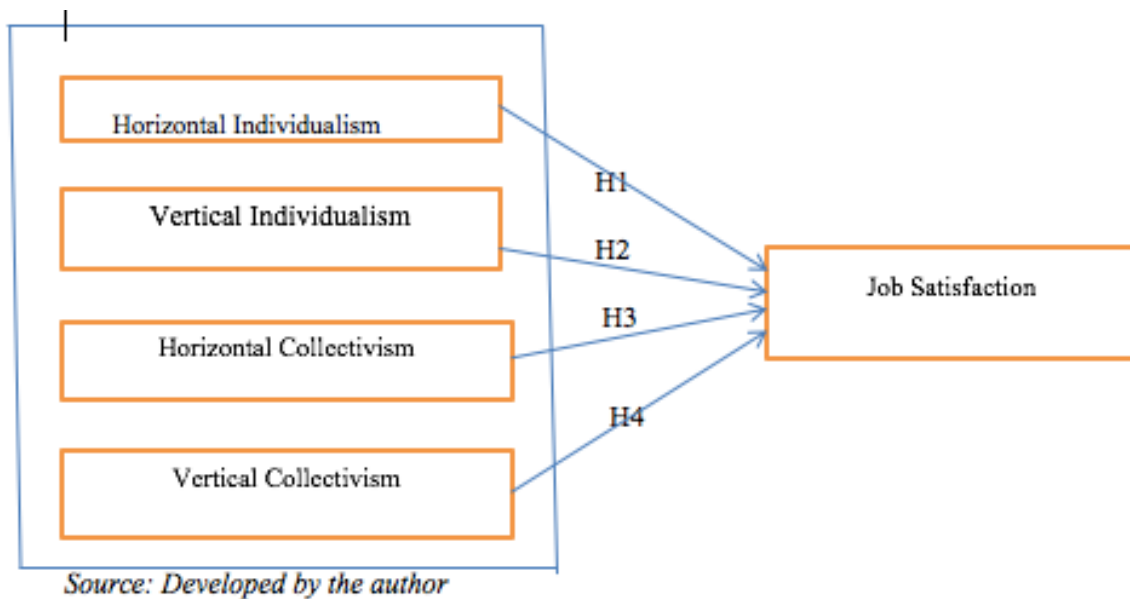 Horizontal Individualism
H1
Vertical Individualism
H2
Job Satisfaction
H3
Horizontal Collectivism
H4
Vertical Collectivism
Source: Developed by the author